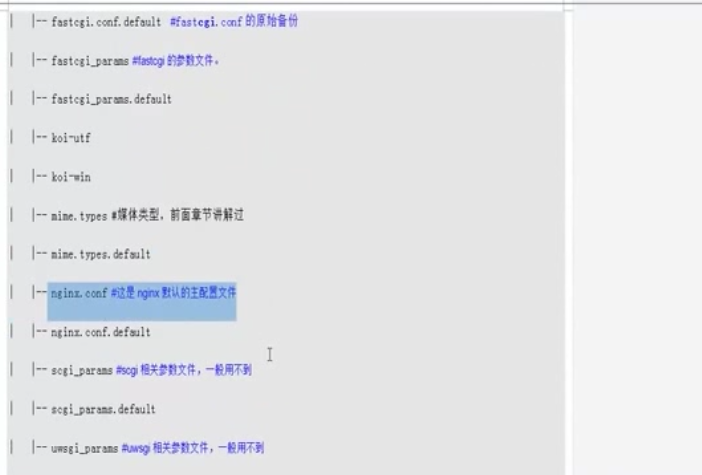 | |-- fastcgi.conf.default #fastcgi.conf 的原始备份
| |-- fastcgi_params #fastcgi 的参数文件。
| |-- fastcgi_params.default
| |-- koi-utf
| |-- koi-win
| |-- mime.types #媒体类型，前面章节讲解过
| |-- mime.types.default
| |-- nginx.conf #这是 nginx 默认的主配置文件
| |-- nginx.conf.default
| |-- scgi_params #scgi 相关参数文件，一般用不到
| |-- scgi_params.default
| |-- uwsgi_params #uwsgi 相关参数文件，一般用不到